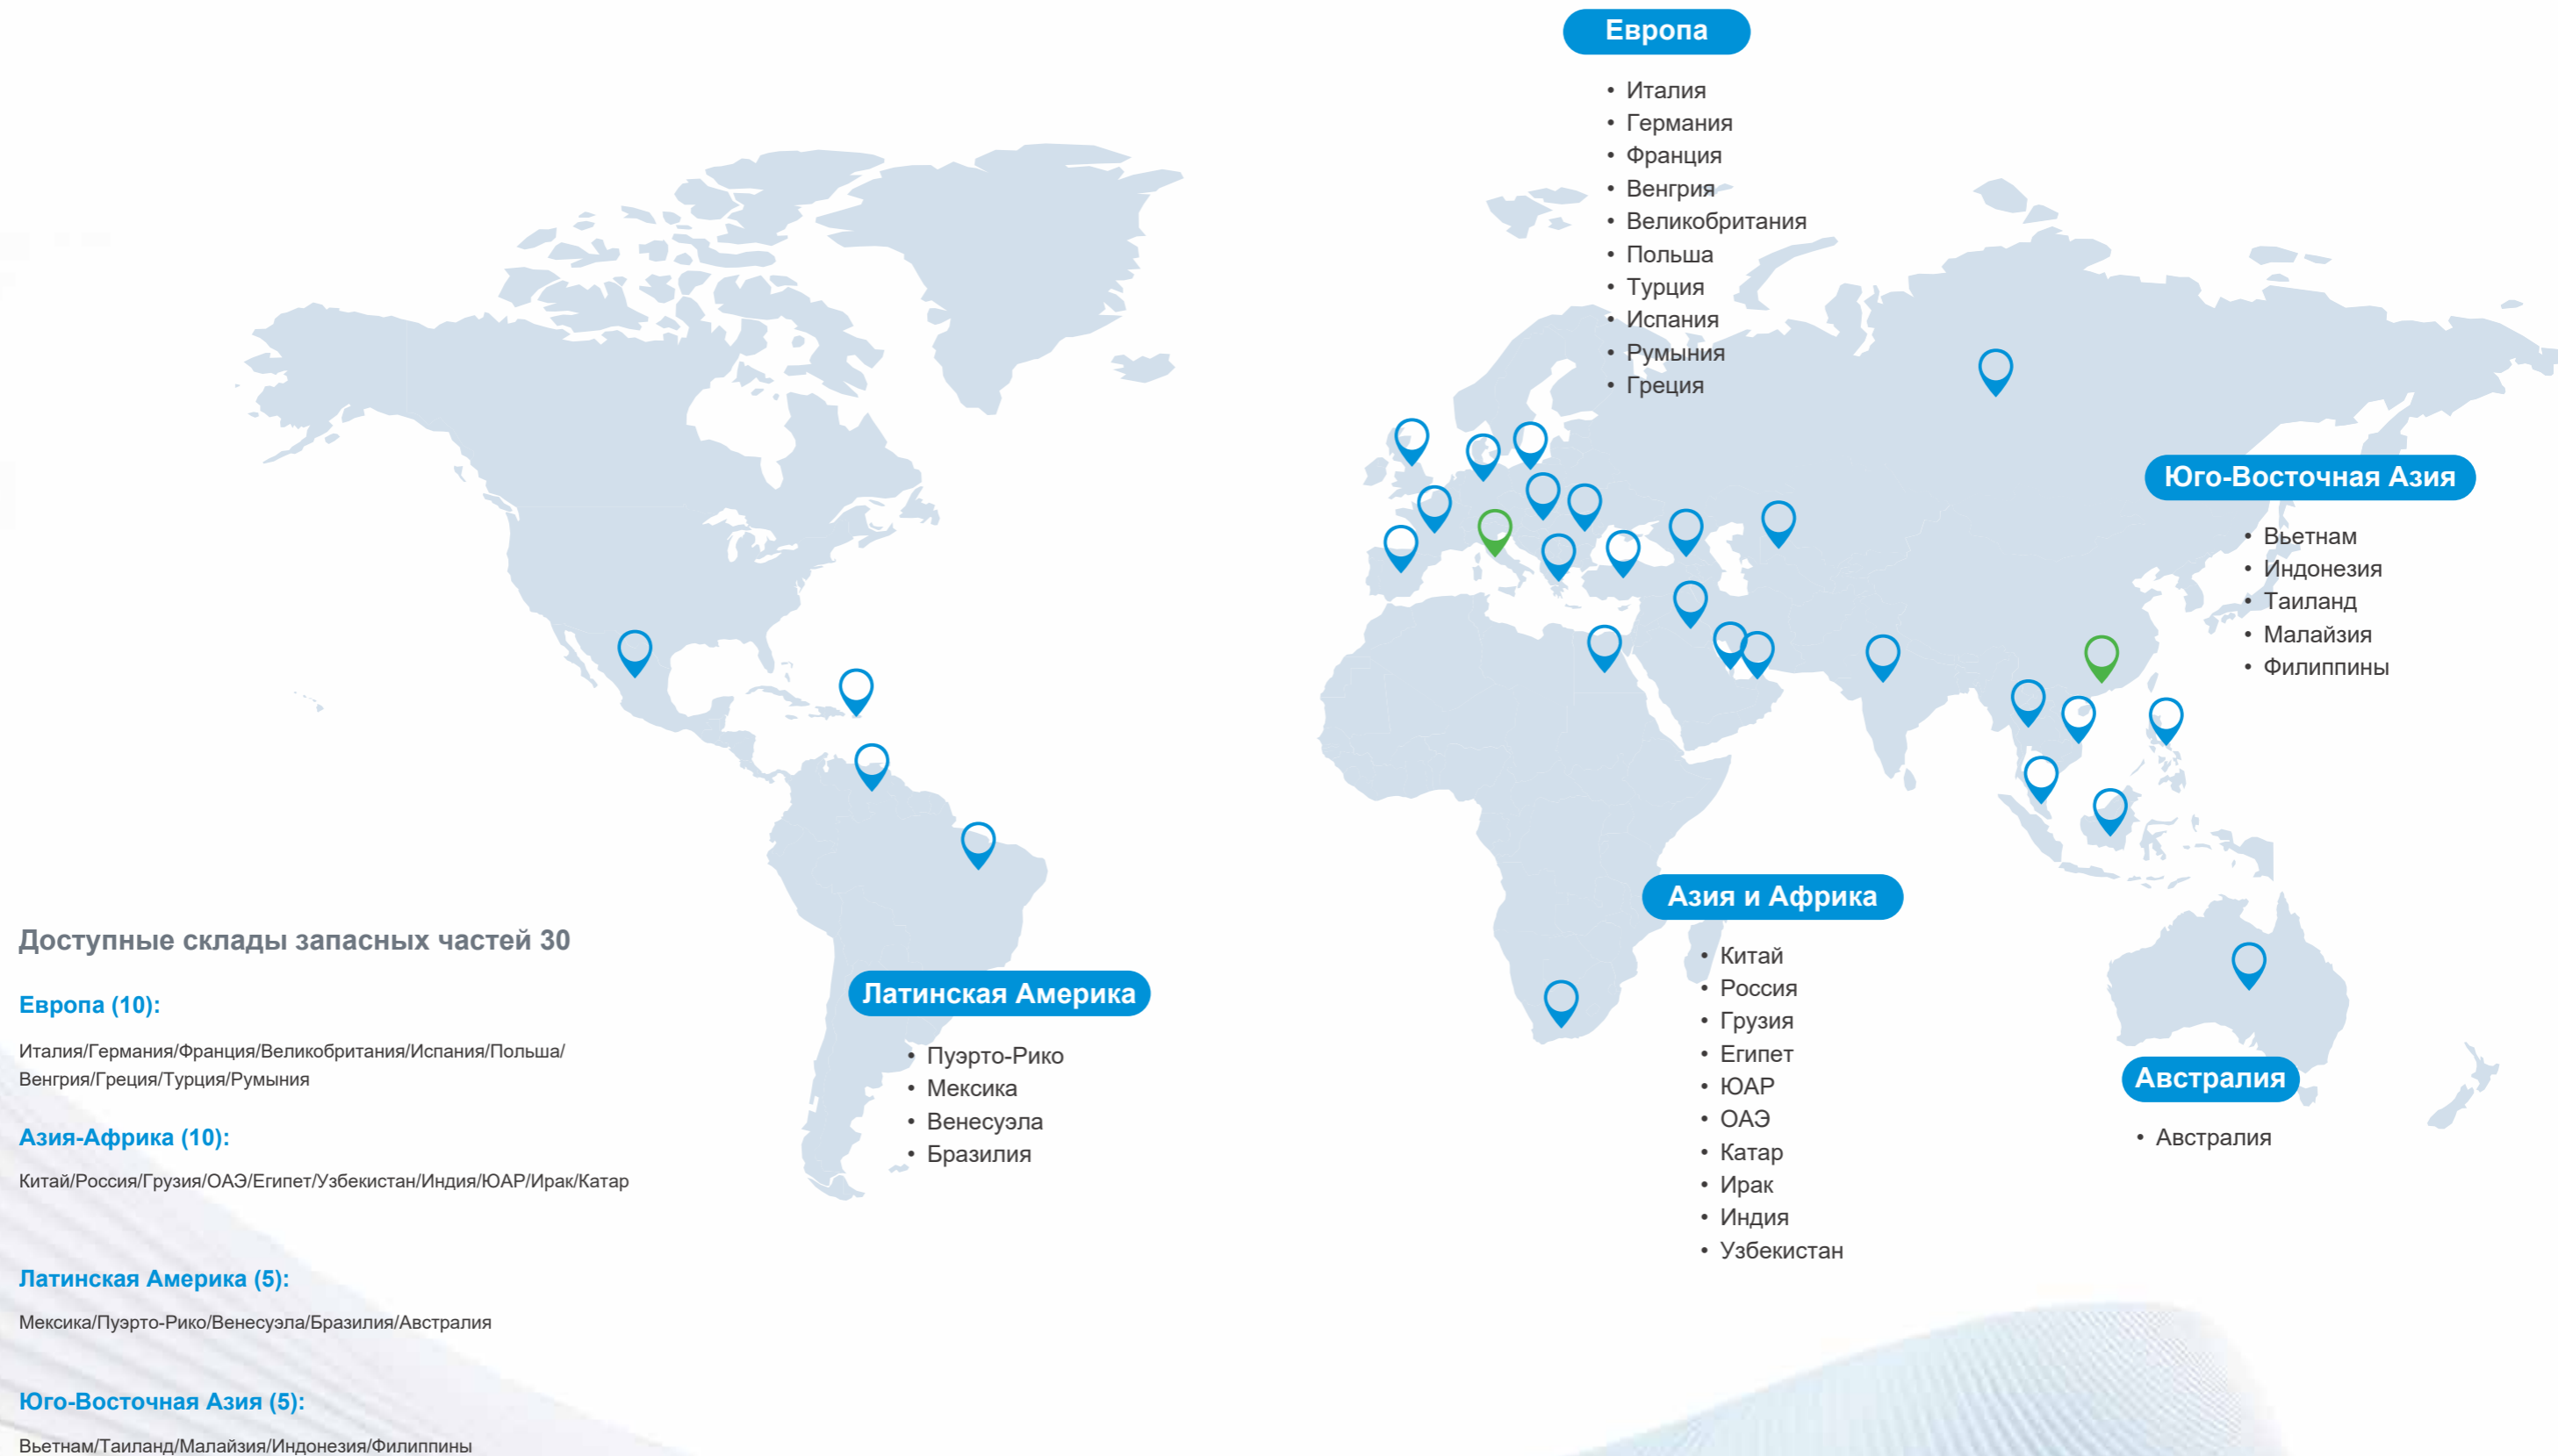 Европа
• Италия
• Германия
• Франция
• Венгрия
• Великобритания
• Польша
• Турция
• Испания
• Румыния
• Греция
Юго-Восточная Азия
• Вьетнам
• Индонезия
• Таиланд
• Малайзия
• Филиппины
Азия и Африка
• Китай
• Россия
• Грузия
• Египет
• ЮАР
• ОАЭ
• Катар
• Ирак
• Индия
• Узбекистан
Австралия
• Австралия
Латинская Америка
• Пуэрто-Рико
• Мексика
• Венесуэла
• Бразилия
Доступные склады запасных частей 30
Европа (10):
Италия/Германия/Франция/Великобритания/Испания/Польша/
Венгрия/Греция/Турция/Румыния
Азия-Африка (10):
Китай/Россия/Грузия/ОАЭ/Египет/Узбекистан/Индия/ЮАР/Ирак/Катар
Латинская Америка (5):
Мексика/Пуэрто-Рико/Венесуэла/Бразилия/Австралия
Юго-Восточная Азия (5):
Вьетнам/Таиланд/Малайзия/Индонезия/Филиппины